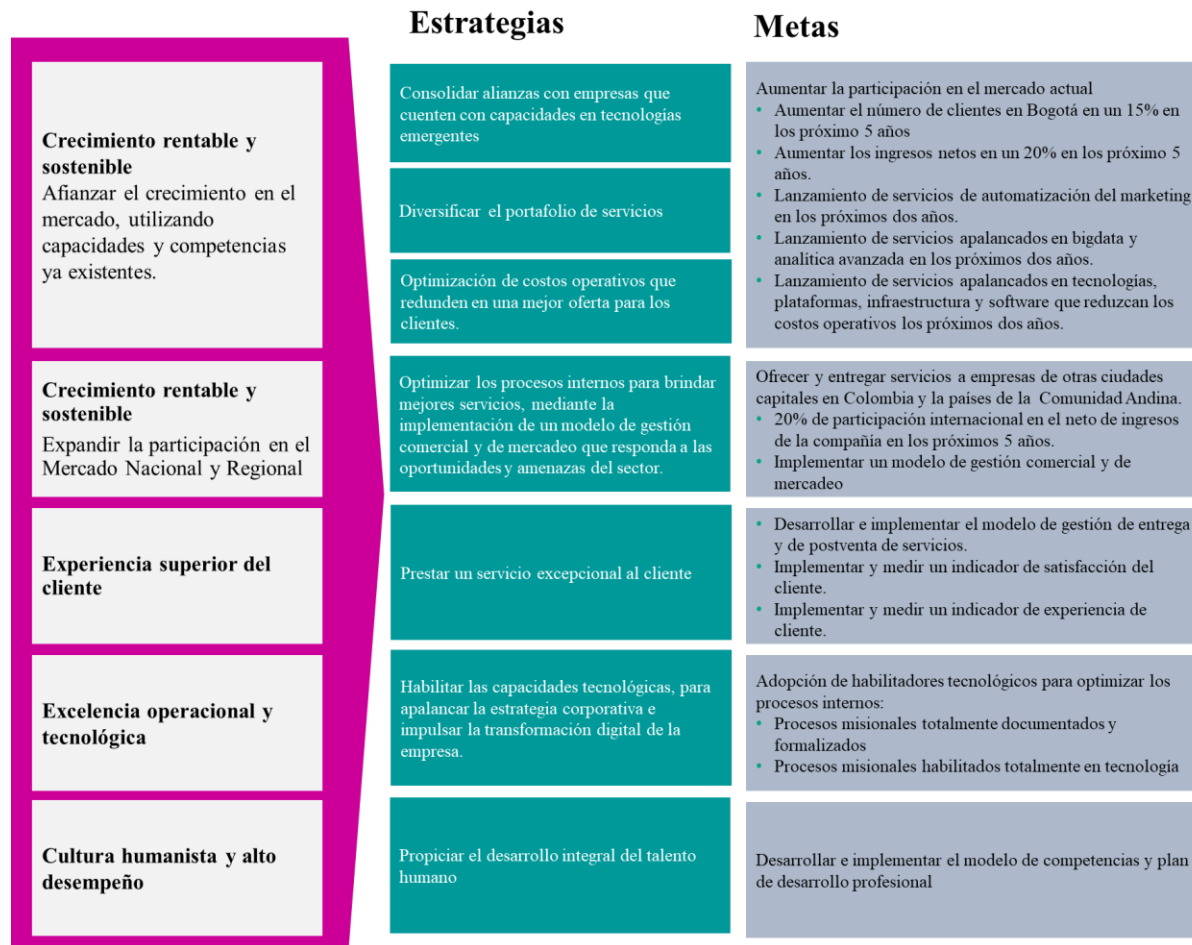 Estrategias
Metas
Crecimiento rentable y
sostenible
Afianzar el crecimiento en el
mercado, utilizando
capacidades y competencias
ya existentes.
Consolidar alianzas con empresas que
cuenten con capacidades en tecnologías
emergentes
Diversificar el portafolio de servicios
Optimización de costos operativos que
redunden en una mejor oferta para los
clientes.
Aumentar la participación en el mercado actual
• Aumentar el número de clientes en Bogotá en un 15% en
los próximo 5 años
• Aumentar los ingresos netos en un 20% en los próximo 5
años.
• Lanzamiento de servicios de automatización del marketing
en los próximos dos años.
• Lanzamiento de servicios apalancados en bigdata y
analítica avanzada en los próximos dos años.
• Lanzamiento de servicios apalancados en tecnologías,
plataformas, infraestructura y software que reduzcan los
costos operativos los próximos dos años.
Crecimiento rentable y
sostenible
Expandir la participación en el
Mercado Nacional y Regional
Optimizar los procesos internos para brindar
mejores servicios, mediante la
implementación de un modelo de gestión
comercial y de mercadeo que responda a las
oportunidades y amenazas del sector.
Ofrecer y entregar servicios a empresas de otras ciudades
capitales en Colombia y la países de la Comunidad Andina.
• 20% de participación internacional en el neto de ingresos
de la compañía en los próximos 5 años.
• Implementar un modelo de gestión comercial y de
mercadeo
Experiencia superior del
cliente
Prestar un servicio excepcional al cliente
• Desarrollar e implementar el modelo de gestión de entrega
y de postventa de servicios.
• Implementar y medir un indicador de satisfacción del
cliente.
• Implementar y medir un indicador de experiencia de
cliente.
Excelencia operacional y
tecnológica
Habilitar las capacidades tecnológicas, para
apalancar la estrategia corporativa e
impulsar la transformación digital de la
empresa.
Adopción de habilitadores tecnológicos para optimizar los
procesos internos:
• Procesos misionales totalmente documentados y
formalizados
• Procesos misionales habilitados totalmente en tecnología
Cultura humanista y alto
desempeño
Propiciar el desarrollo integral del talento
humano
Desarrollar e implementar el modelo de competencias y plan
de desarrollo profesional